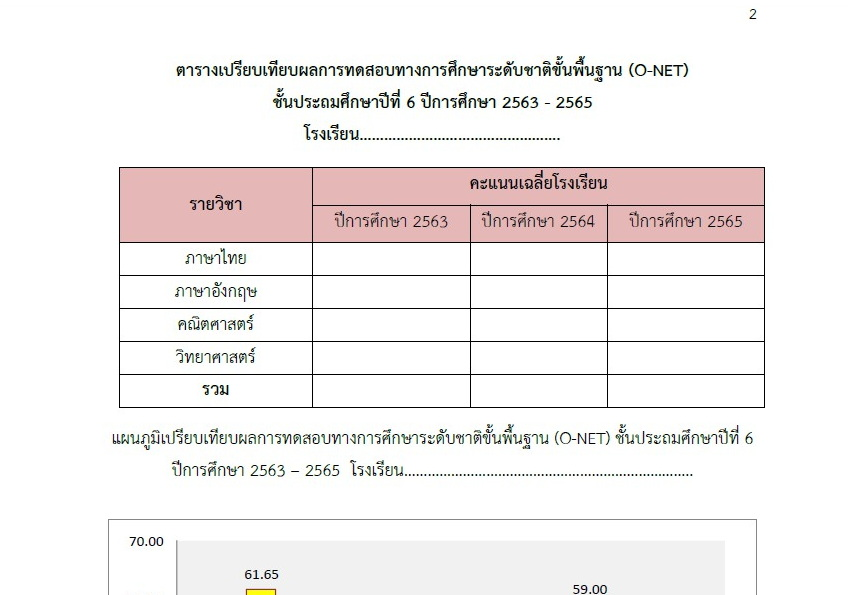 2
ตารางเปรียบเทียบผลการทดสอบทางการศึกษาระดับชาติขั้นพื้นฐาน (O-NET)
ชั้นประถมศึกษาปีที่ 6 ปีการศึกษา 2563 - 2565
โรงเรียน.................................................
รายวิชา
คะแนนเฉลี่ยโรงเรียน
ปีการศึกษา 2563 ปีการศึกษา 2564 ปีการศึกษา 2565
ภาษาไทย
ภาษาอังกฤษ
คณิตศาสตร์
วิทยาศาสตร์
รวม
แผนภูมิเปรียบเทียบผลการทดสอบทางการศึกษาระดับชาติขั้นพื้นฐาน (O-NET) ชั้นประถมศึกษาปีที่ 6
ปีการศึกษา 2563 – 2565 โรงเรียน..........................................................................
70.00
61.65
59.00